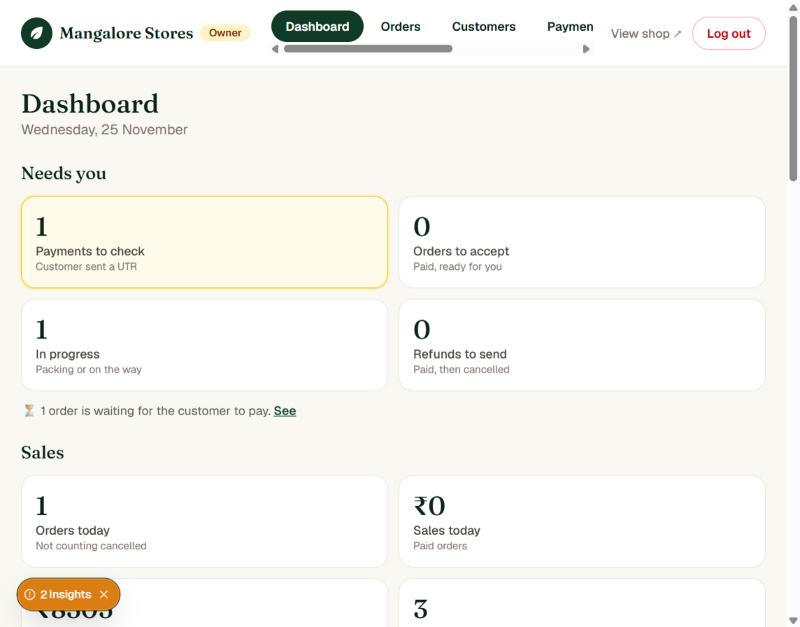 Mangalore Stores Owner Dashboard Orders Customers Paymen View shop ↗ Log out
Dashboard
Wednesday, 25 November
Needs you
1
Payments to check
Customer sent a UTR
0
Orders to accept
Paid, ready for you
1
In progress
Packing or on the way
0
Refunds to send
Paid, then cancelled
⏳ 1 order is waiting for the customer to pay. See
Sales
1
Orders today
Not counting cancelled
₹0
Sales today
Paid orders
2 Insights ×
3